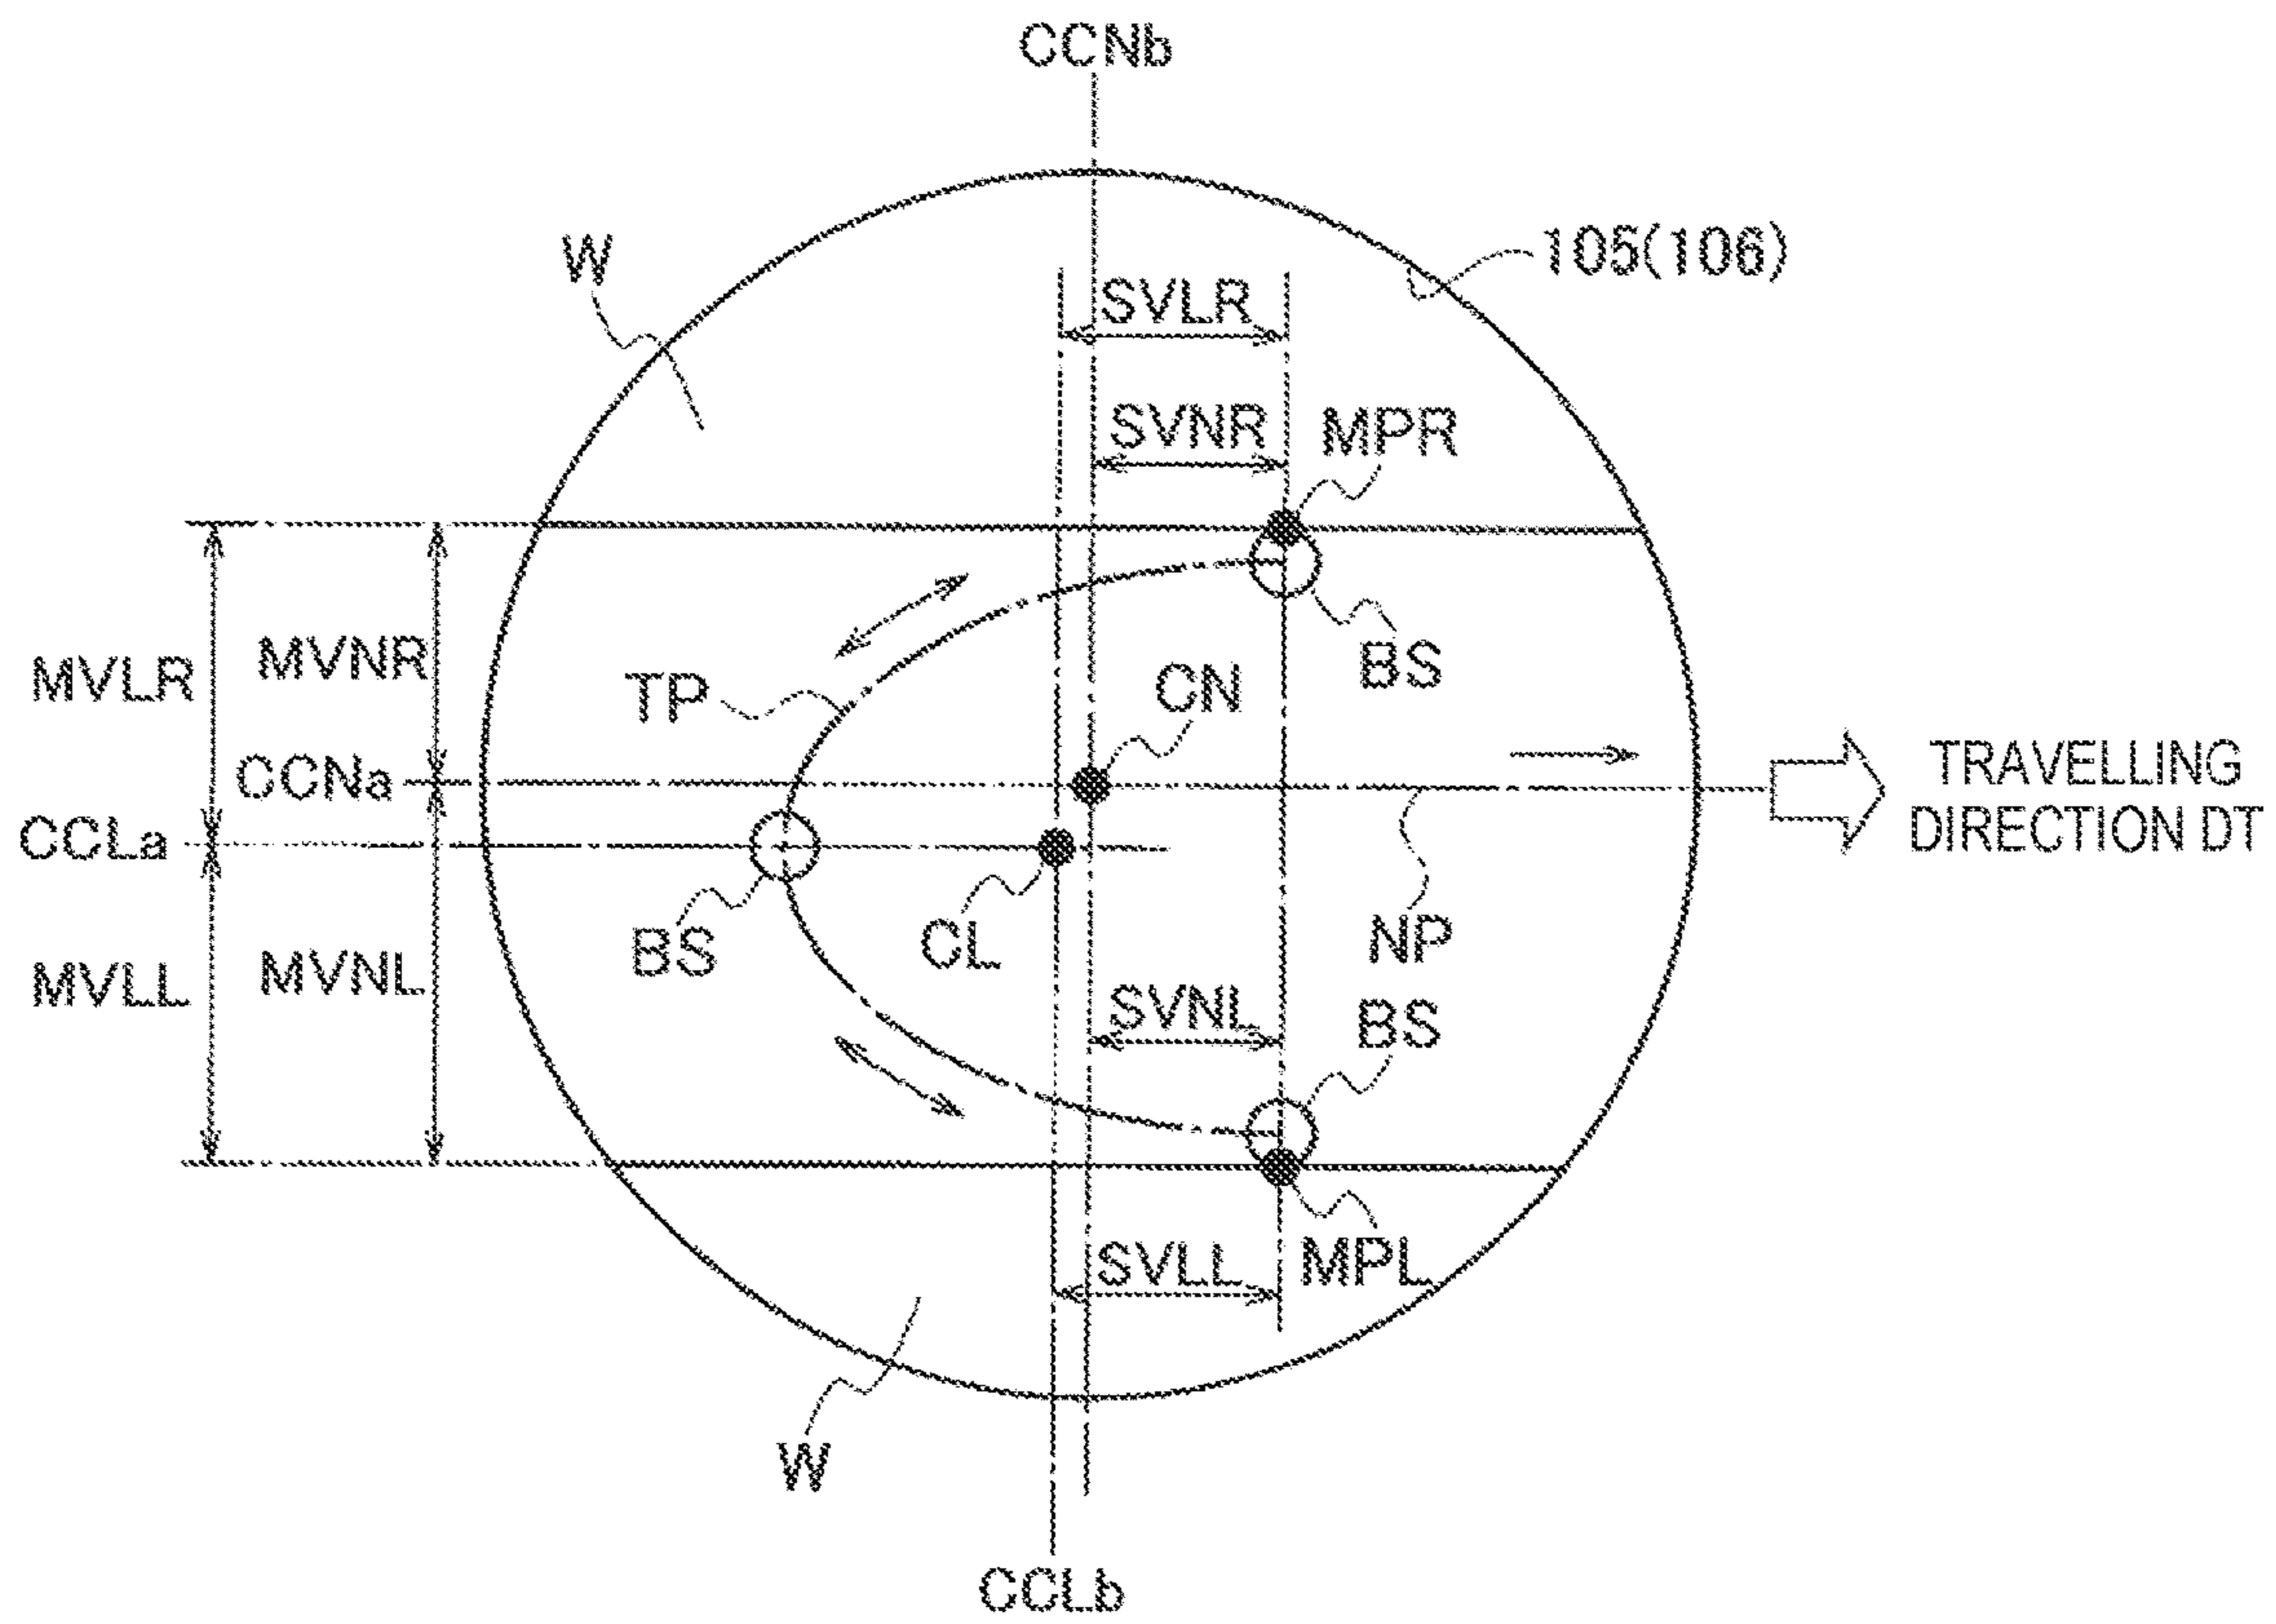 CCNb
W
105(106)
SVLR
SVNR
MPR
MVLR
MVNR
BS
TP
CN
CCNa
TRAVELLING
DIRECTION DT
CCLa
BS
CL
NP
MVLL
MVNL
SVNL
BS
SVLL
MPL
W
CCLb